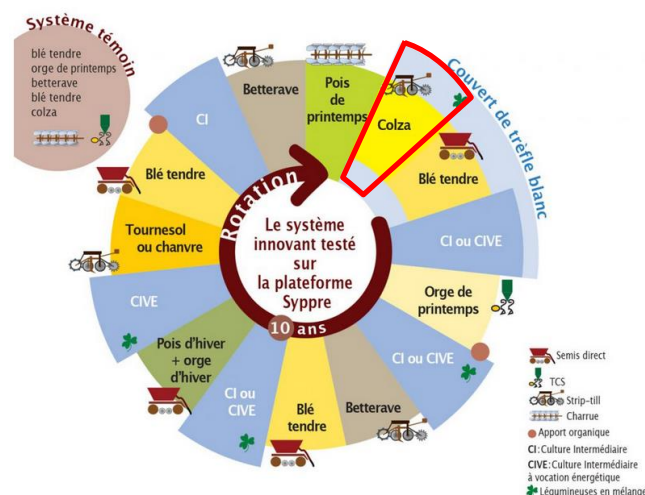 Système témoin
blé tendre
orge de printemps
betterave
blé tendre
colza
Betterave
Pois
de
printemps
Colza
Couvert de trèfle blanc
Blé tendre
CI ou CIVE
Orge de
printemps
CI ou CIVE
Betterave
Blé
tendre
CI ou
CIVE
Pois d'hiver
+ orge
d'hiver
CIVE
Tournesol
ou chanvre
Blé tendre
CI
Rotation
10 ans
Le système
innovant testé
sur
la plateforme
Syppre
Semis direct
TCS
Strip-till
Charrue
Apport organique
CI : Culture Intermédiaire
CIVE : Culture Intermédiaire
à vocation énergétique
Légumineuses en mélange